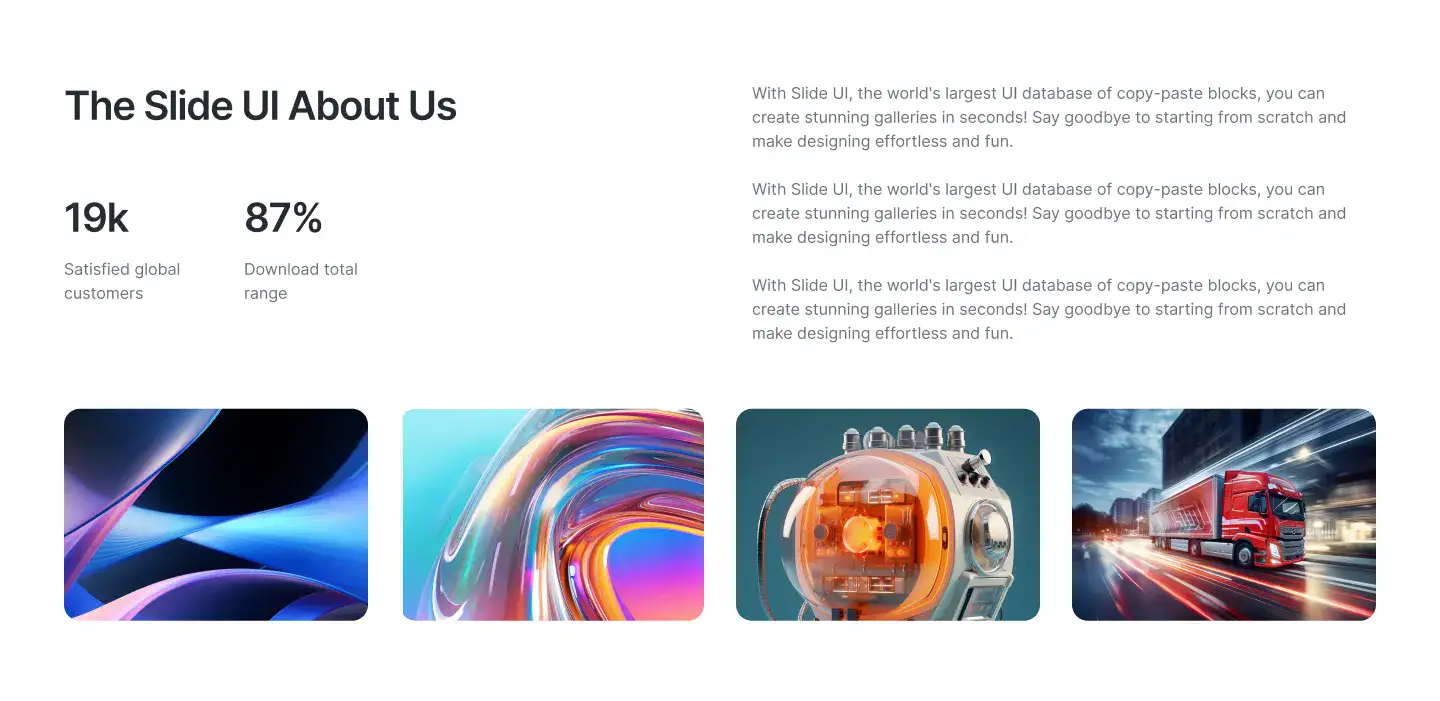 The Slide UI About Us
19k
Satisfied global
customers
87%
Download total
range
With Slide UI, the world's largest UI database of copy-paste blocks, you can
create stunning galleries in seconds! Say goodbye to starting from scratch and
make designing effortless and fun.
With Slide UI, the world's largest UI database of copy-paste blocks, you can
create stunning galleries in seconds! Say goodbye to starting from scratch and
make designing effortless and fun.
With Slide UI, the world's largest UI database of copy-paste blocks, you can
create stunning galleries in seconds! Say goodbye to starting from scratch and
make designing effortless and fun.